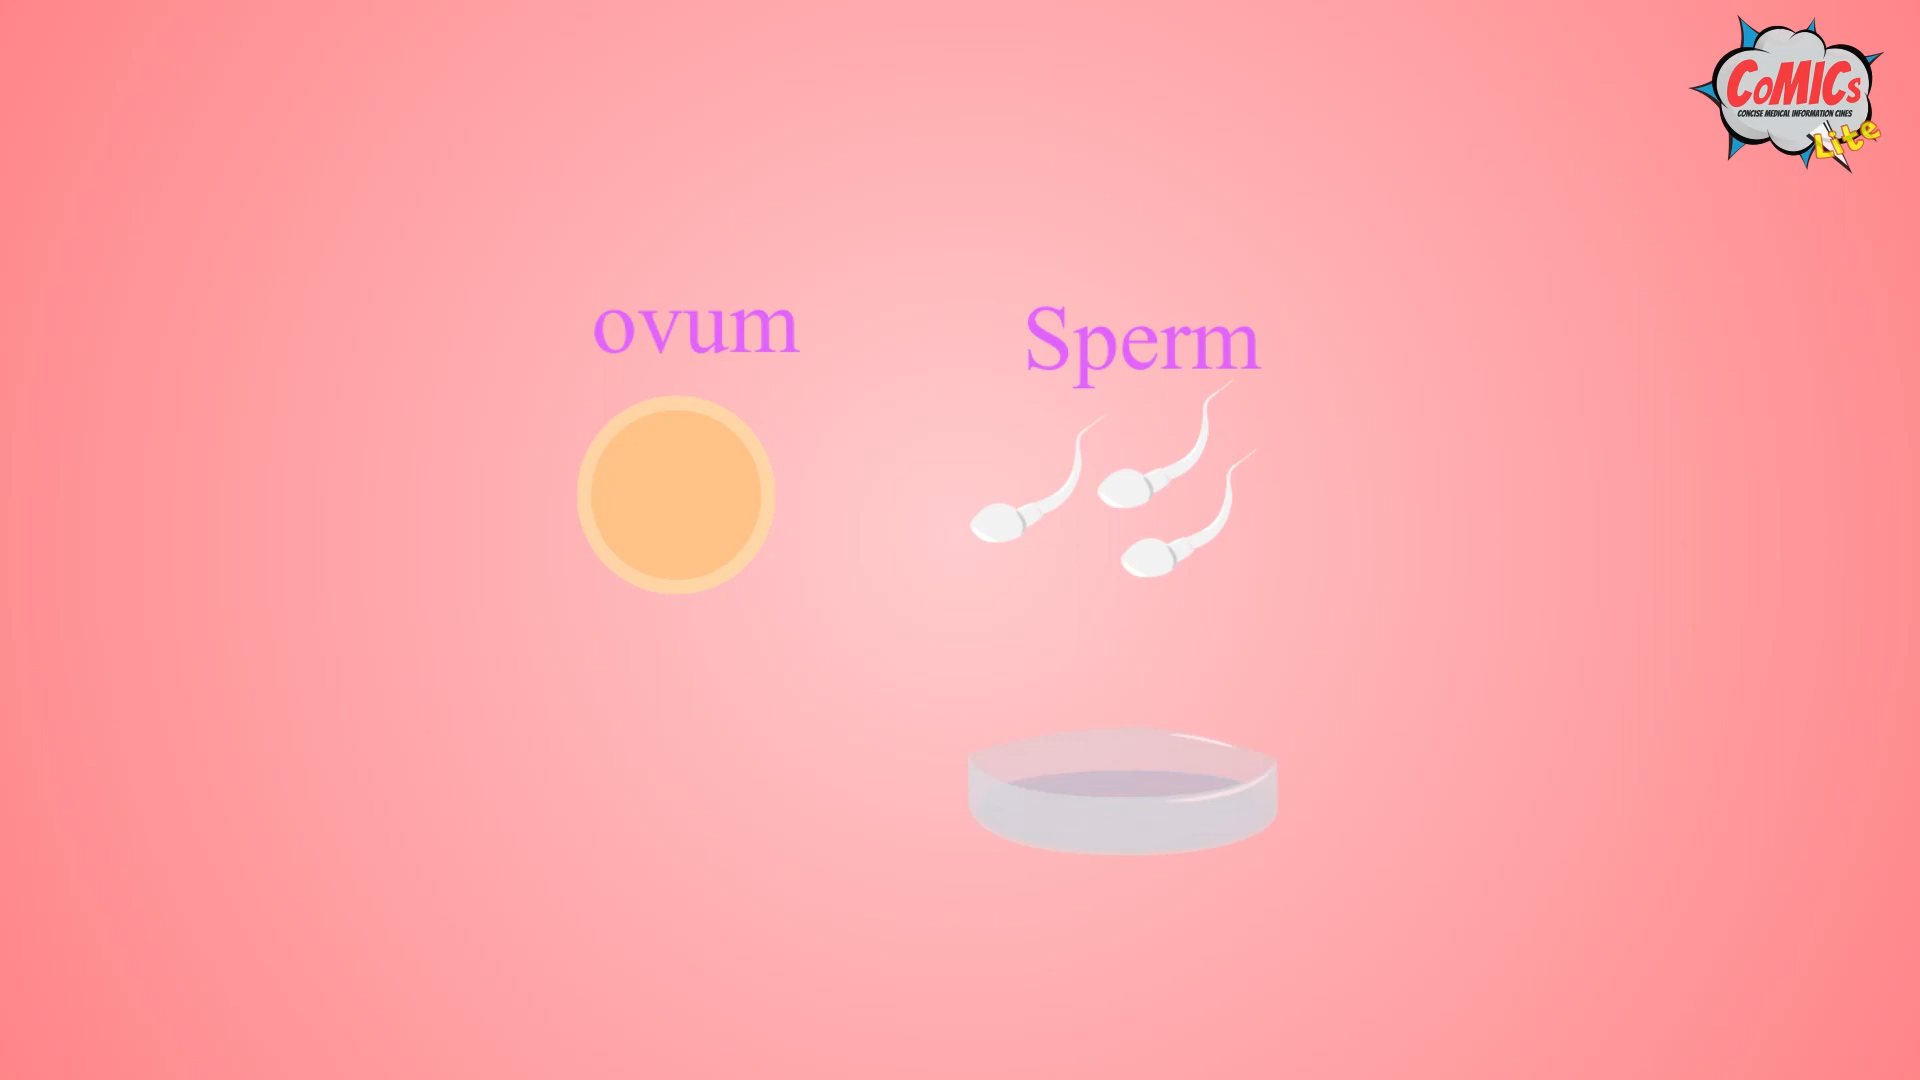 CoMICs
CONCISE MEDICAL INFORMATION CINES
Lite
ovum
Sperm